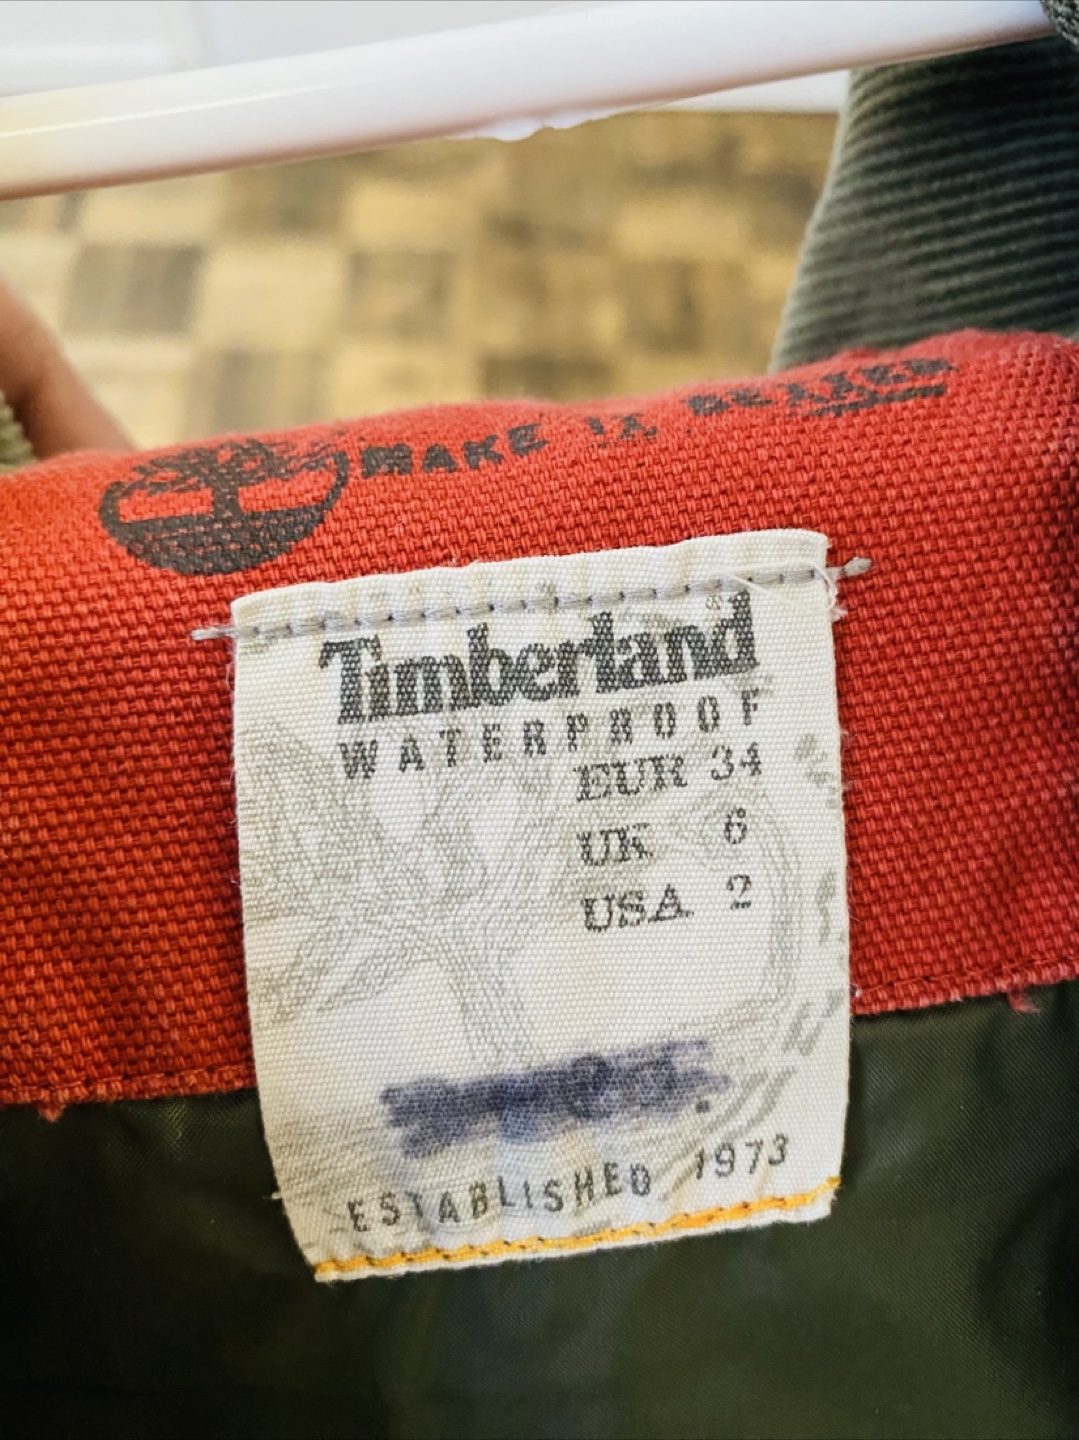 MAKE IT BETTER
Timberland®
WATERPROOF
EUR 34
UK 6
USA 2
ESTABLISHED 1973